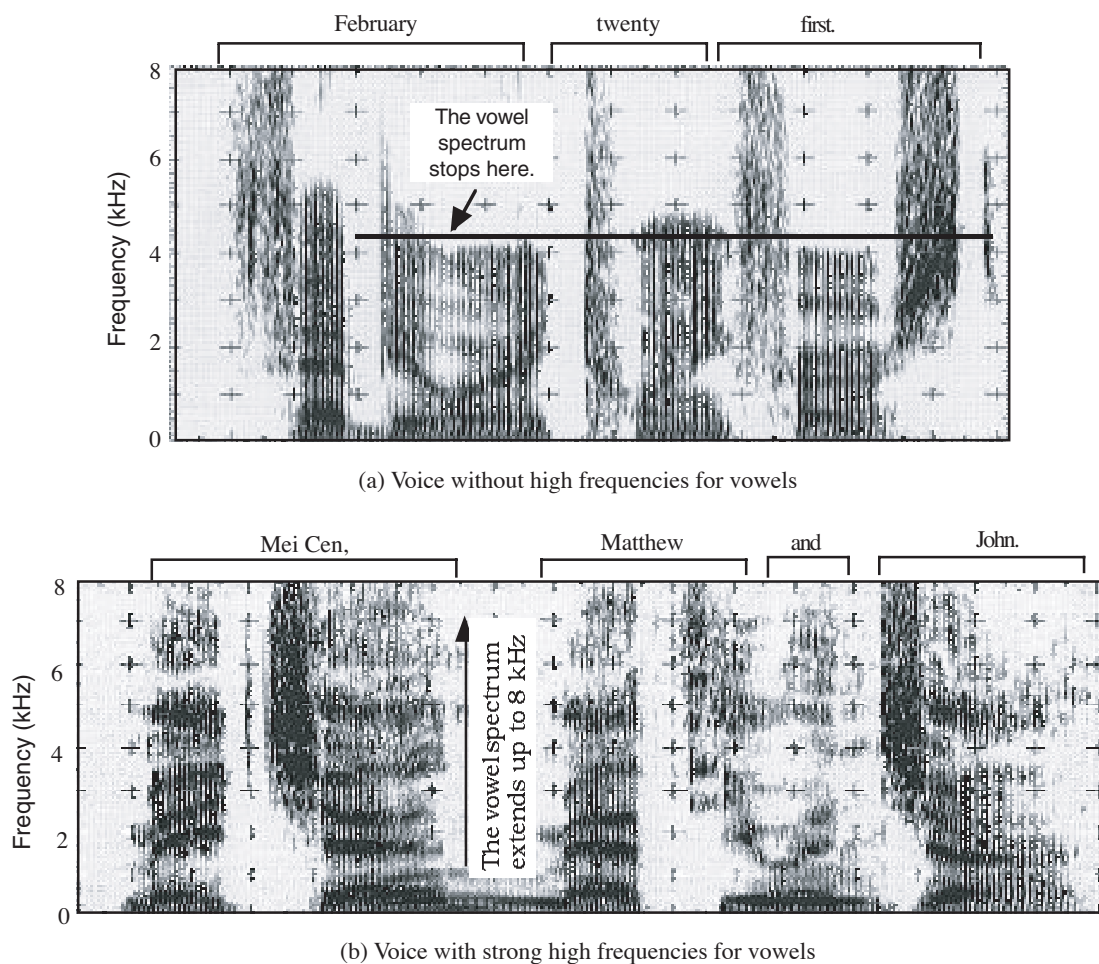 February twenty first.
8
The vowel
spectrum
stops here.
6
4
2
0
Frequency (kHz)
(a) Voice without high frequencies for vowels
Mei Cen, Matthew and John.
8
6
4
2
0
Frequency (kHz)
The vowel spectrum
extends up to 8 kHz
(b) Voice with strong high frequencies for vowels